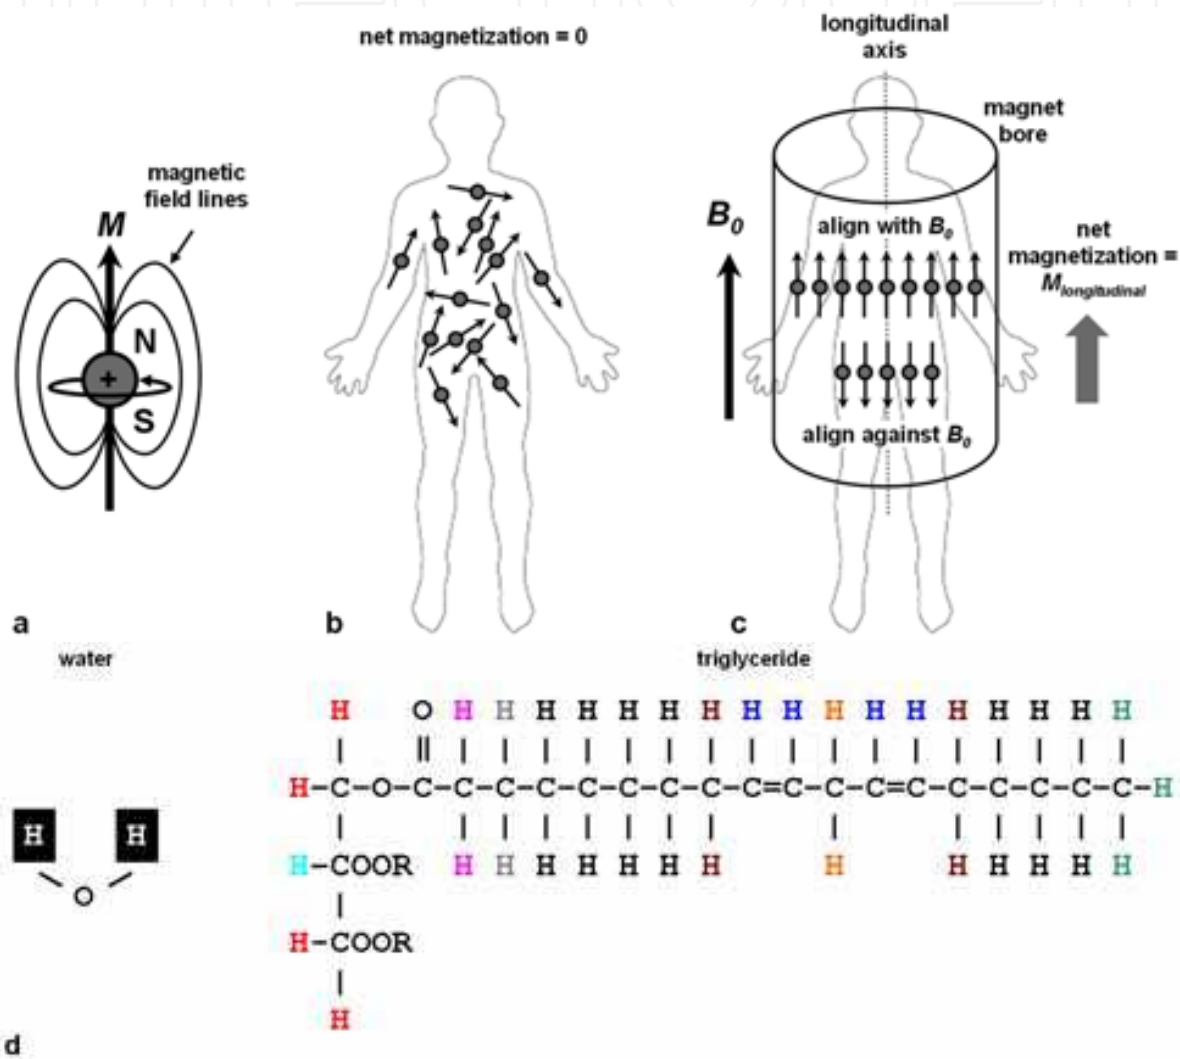 net magnetization = 0
longitudinal
axis
magnet
bore
magnetic
field lines
M
N
+
S
B₀
align with B₀
net
magnetization =
Mlongitudinal
align against B₀
a
b
c
water
triglyceride
H O H H H H H H H H H H H H H H H H H
H-C-O-C-C-C-C-C-C-C-C-C=C-C-C=C-C-C-C-C-C-H
H H
H-COOR H H H H H H H H H H H H H
O
H-COOR
H
d